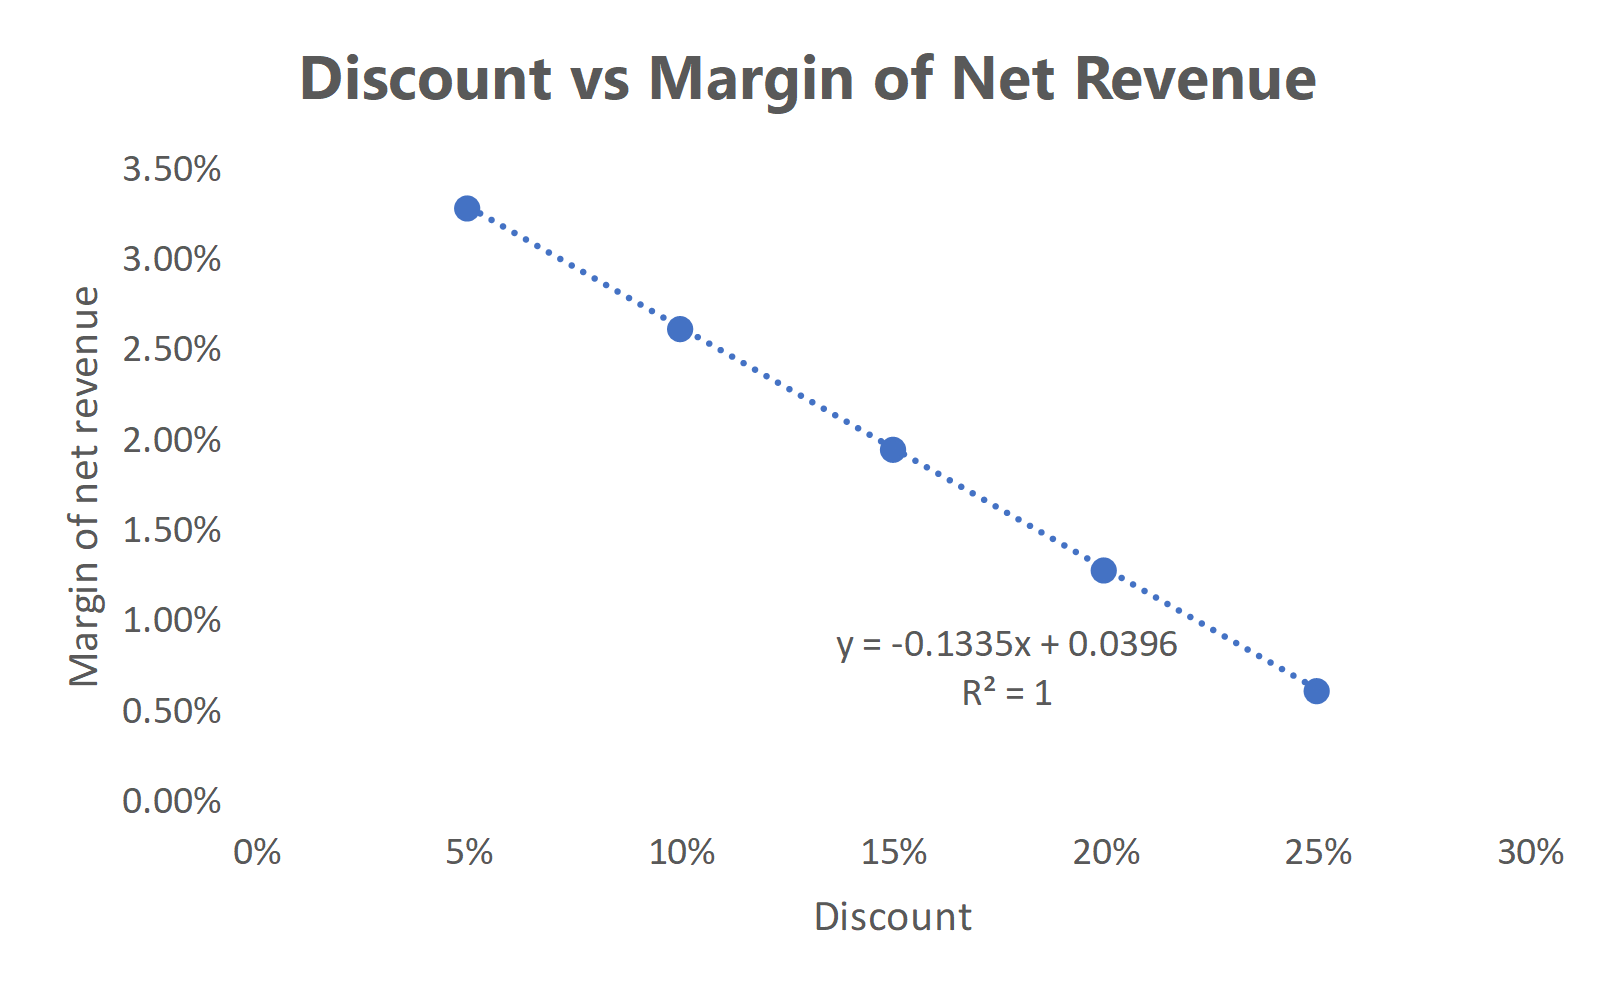 Discount vs Margin of Net Revenue
3.50%
3.00%
2.50%
2.00%
1.50%
1.00%
0.50%
0.00%
Margin of net revenue
y = -0.1335x + 0.0396
R² = 1
0% 5% 10% 15% 20% 25% 30%
Discount